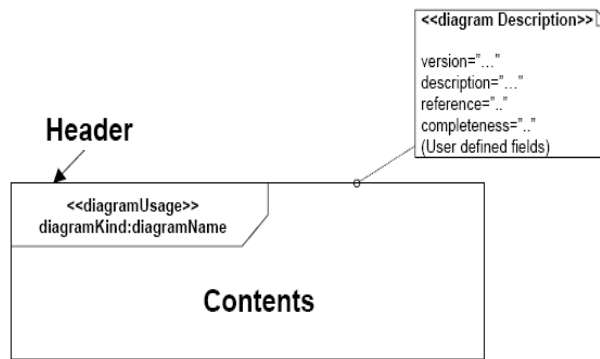 <<diagram Description>>
version="…"
description="…"
reference=".."
completeness=".."
(User defined fields)
Header
<<diagramUsage>>
diagramKind:diagramName
Contents